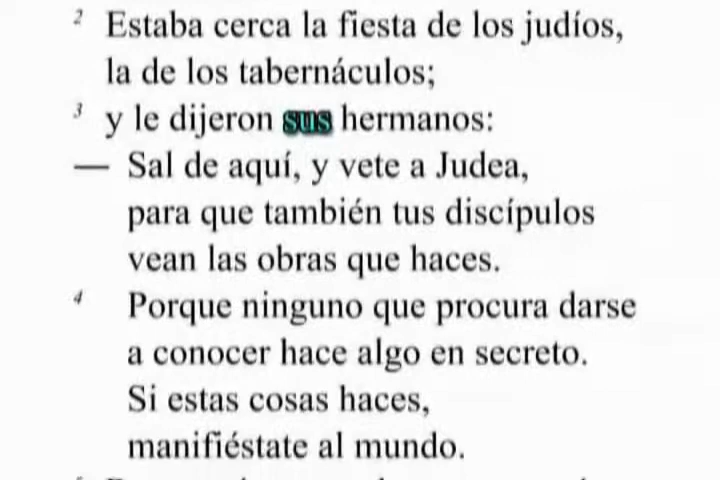 2 Estaba cerca la fiesta de los judíos,
la de los tabernáculos;
3 y le dijeron sus hermanos:
— Sal de aquí, y vete a Judea,
para que también tus discípulos
vean las obras que haces.
4 Porque ninguno que procura darse
a conocer hace algo en secreto.
Si estas cosas haces,
manifiéstate al mundo.